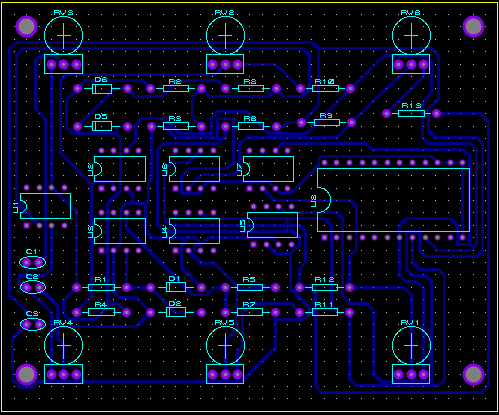 RV3 RV2 RV6
D6 R2 R3 R10
R13
D5 R3 R6 R9
U2 U6 U7
U8
U1
U3 U4 U5
C1
C2
R1 D1 R5 R12
R4 D2 R7 R11
C3
RV4 RV5 RV1